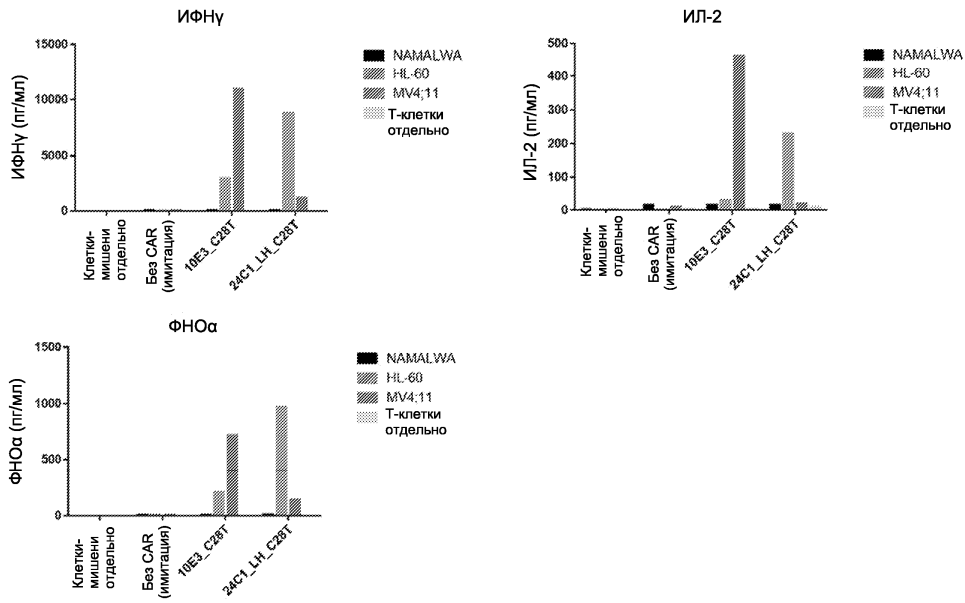 ИФНγ
ИФНγ (пг/мл)
15000
10000
5000
0
Клетки-
мишени
отдельно
Без CAR
(имитация)
10E3_C28T
24C1_LH_C28T
NAMALWA
HL-60
MV4;11
Т-клетки
отдельно
ИЛ-2
ИЛ-2 (пг/мл)
500
400
300
200
100
0
Клетки-
мишени
отдельно
Без CAR
(имитация)
10E3_C28T
24C1_LH_C28T
NAMALWA
HL-60
MV4;11
Т-клетки
отдельно
ФНОα
ФНОα (пг/мл)
1500
1000
500
0
Клетки-
мишени
отдельно
Без CAR
(имитация)
10E3_C28T
24C1_LH_C28T
NAMALWA
HL-60
MV4;11
Т-клетки
отдельно